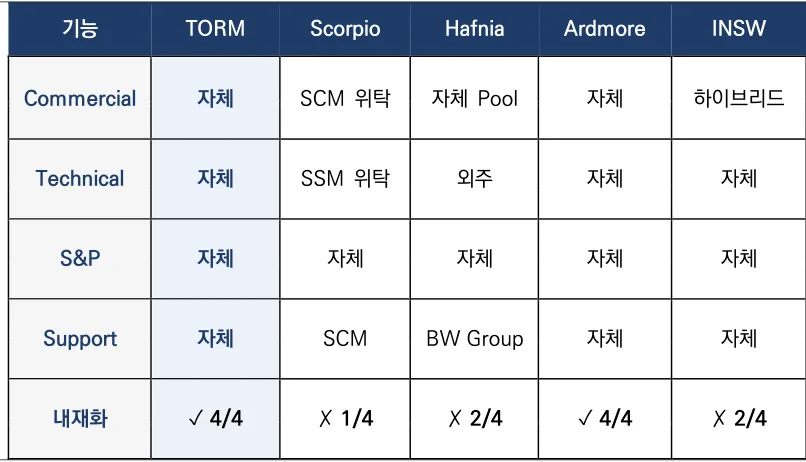 기능 TORM Scorpio Hafnia Ardmore INSW
Commercial 자체 SCM 위탁 자체 Pool 자체 하이브리드
Technical 자체 SSM 위탁 외주 자체 자체
S&P 자체 자체 자체 자체 자체
Support 자체 SCM BW Group 자체 자체
내재화 ✓ 4/4 ✗ 1/4 ✗ 2/4 ✓ 4/4 ✗ 2/4